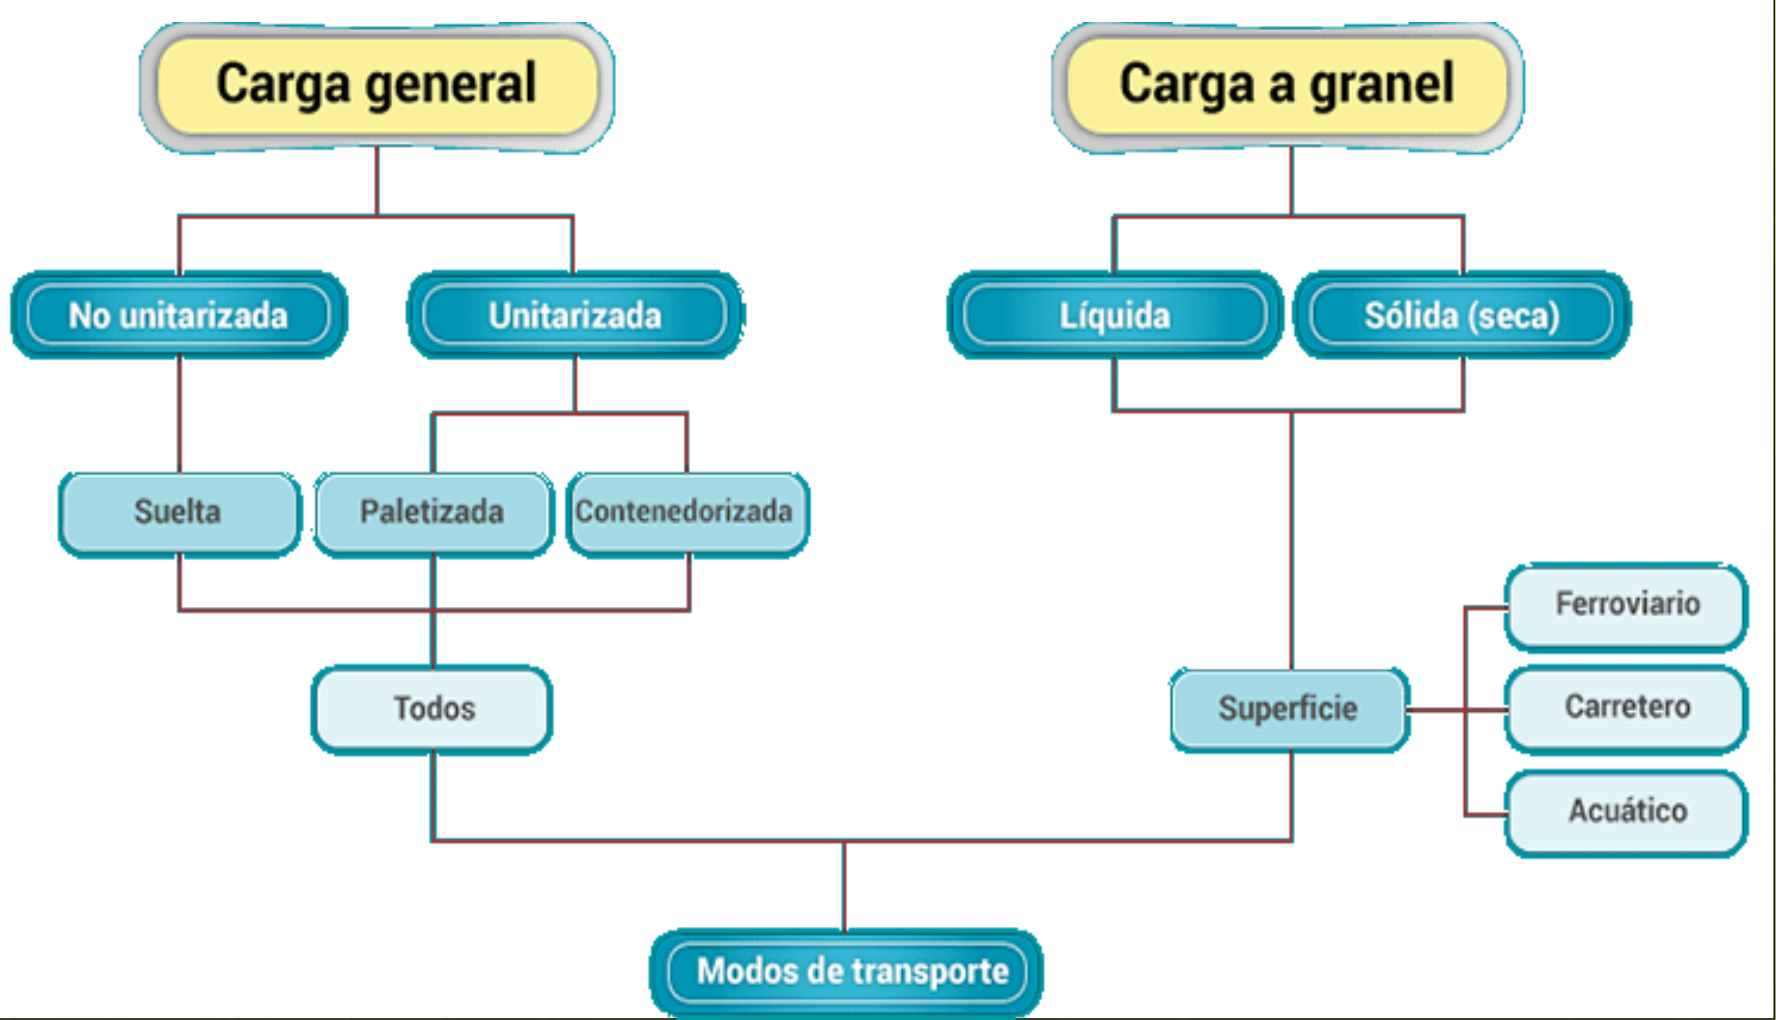 Carga general
Carga a granel
No unitarizada
Unitarizada
Líquida
Sólida (seca)
Suelta
Paletizada
Contenedorizada
Ferroviario
Todos
Superficie
Carretero
Acuático
Modos de transporte